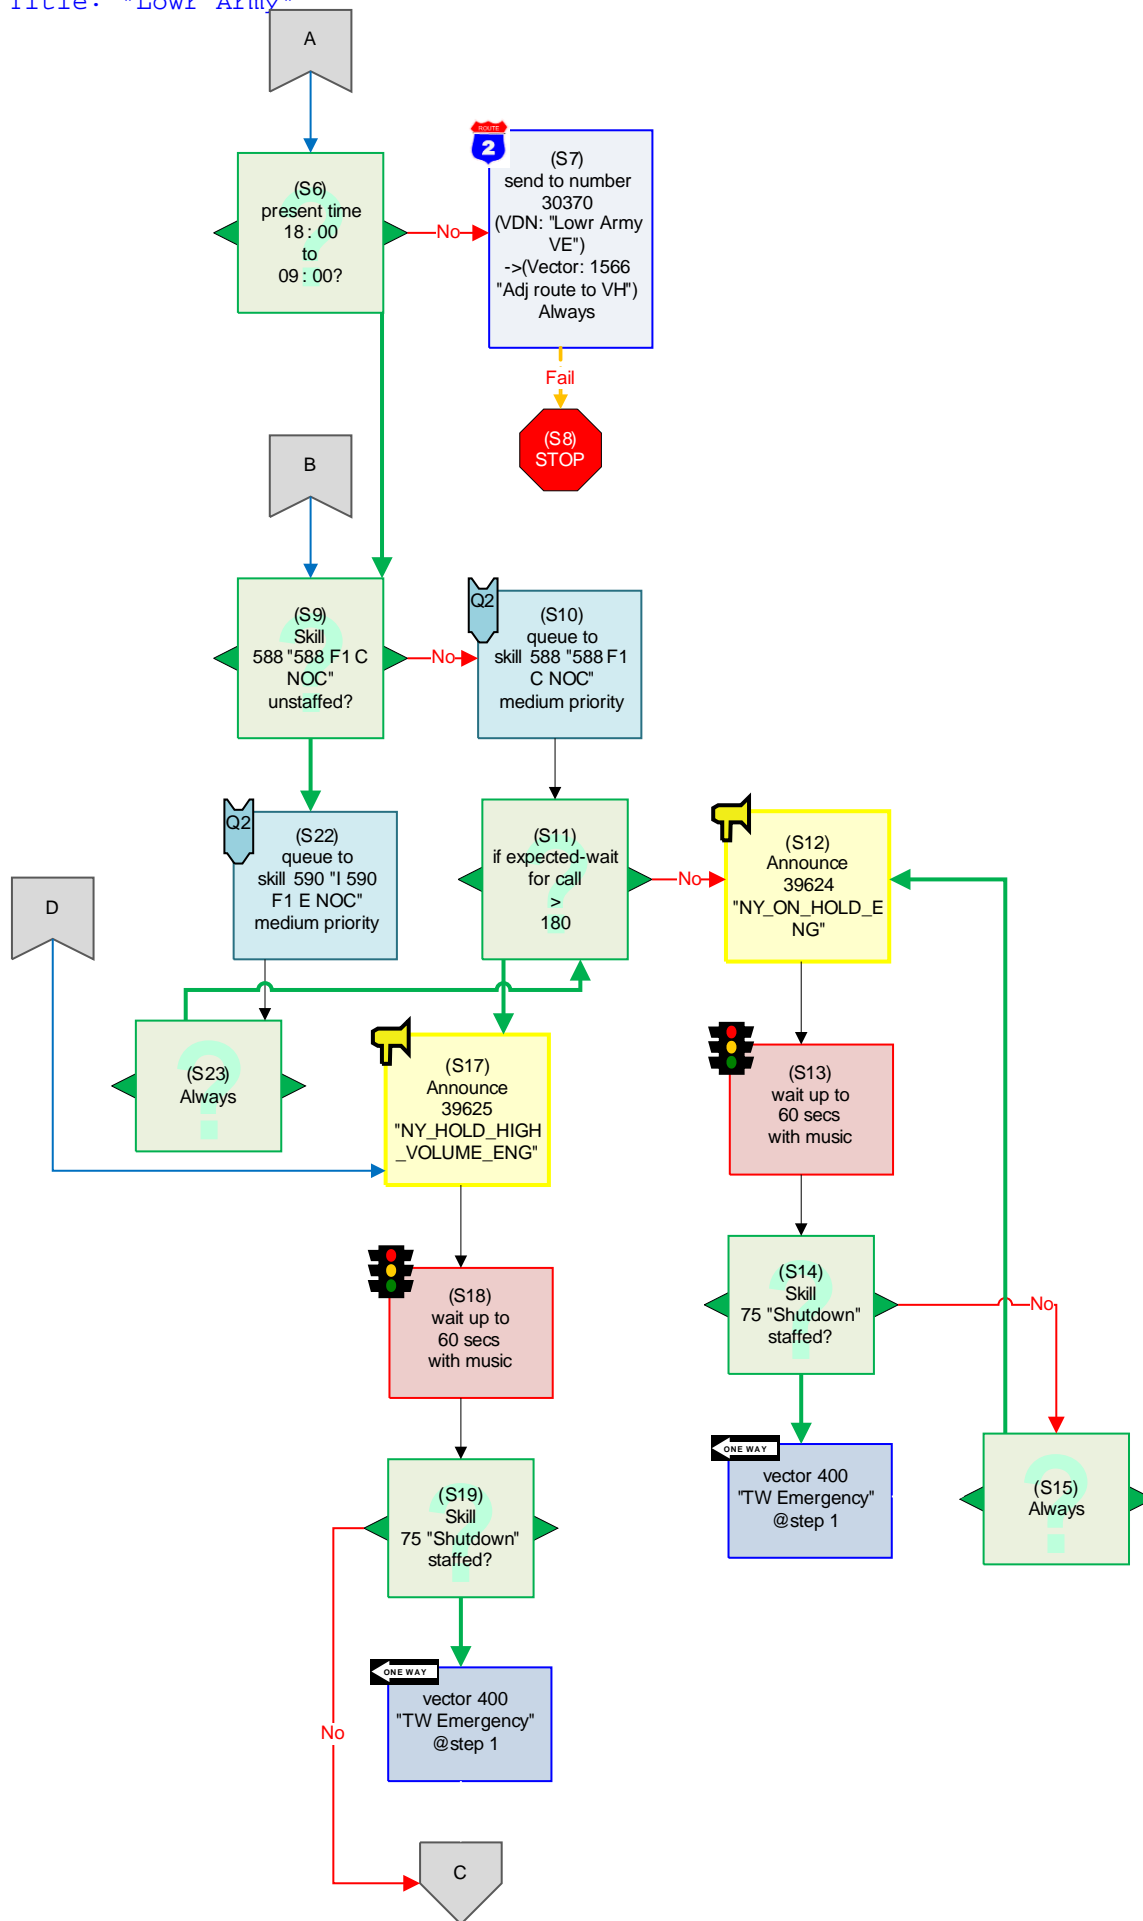 Title: "Lowr Army"
A
ROUTE
2
(S6)
present time
18:00
to
09:00?
No
(S7)
send to number
30370
(VDN: "Lowr Army
VE")
->(Vector: 1566
"Adj route to VH")
Always
Fail
(S8)
STOP
B
(S9)
Skill
588 "588 F1 C
NOC"
unstaffed?
No
Q2
(S10)
queue to
skill 588 "588 F1
C NOC"
medium priority
Q2
(S22)
queue to
skill 590 "I 590
F1 E NOC"
medium priority
(S11)
if expected-wait
for call
>
180
No
(S12)
Announce
39624
"NY_ON_HOLD_E
NG"
D
(S23)
Always
(S17)
Announce
39625
"NY_HOLD_HIGH
_VOLUME_ENG"
(S13)
wait up to
60 secs
with music
(S18)
wait up to
60 secs
with music
(S14)
Skill
75 "Shutdown"
staffed?
No
ONE WAY
vector 400
"TW Emergency"
@step 1
(S15)
Always
(S19)
Skill
75 "Shutdown"
staffed?
No
ONE WAY
vector 400
"TW Emergency"
@step 1
C